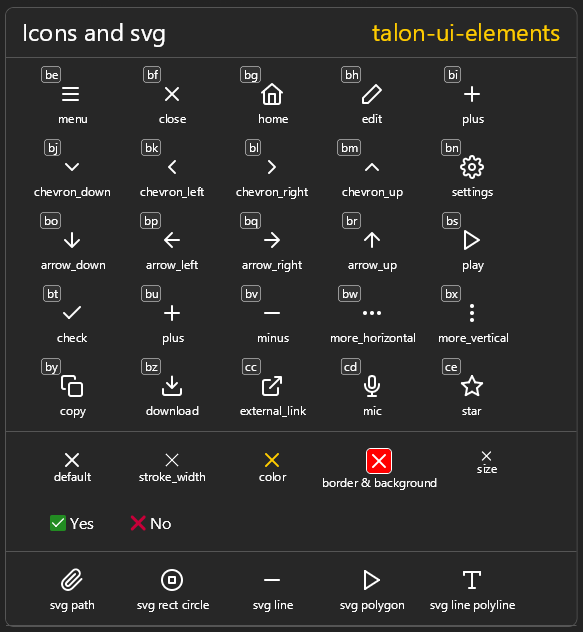 Icons and svg talon-ui-elements
be bf bg bh bi
menu close home edit plus
bj bk bl bm bn
chevron_down chevron_left chevron_right chevron_up settings
bo bp bq br bs
arrow_down arrow_left arrow_right arrow_up play
bt bu bv bw bx
check plus minus more_horizontal more_vertical
by bz cc cd ce
copy download external_link mic star
default stroke_width color border & background size
Yes No
svg path svg rect circle svg line svg polygon svg line polyline